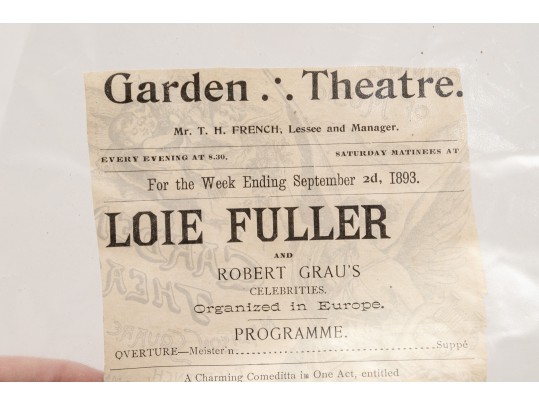 Garden ∴ Theatre.
Mr. T. H. FRENCH, Lessee and Manager.
EVERY EVENING AT 8.30, SATURDAY MATINEES AT
For the Week Ending September 2d, 1893.
LOIE FULLER
AND
ROBERT GRAU'S
CELEBRITIES.
Organized in Europe.
PROGRAMME.
OVERTURE—Meister'n..............................Suppé
A Charming Comeditta is One Act, entitled